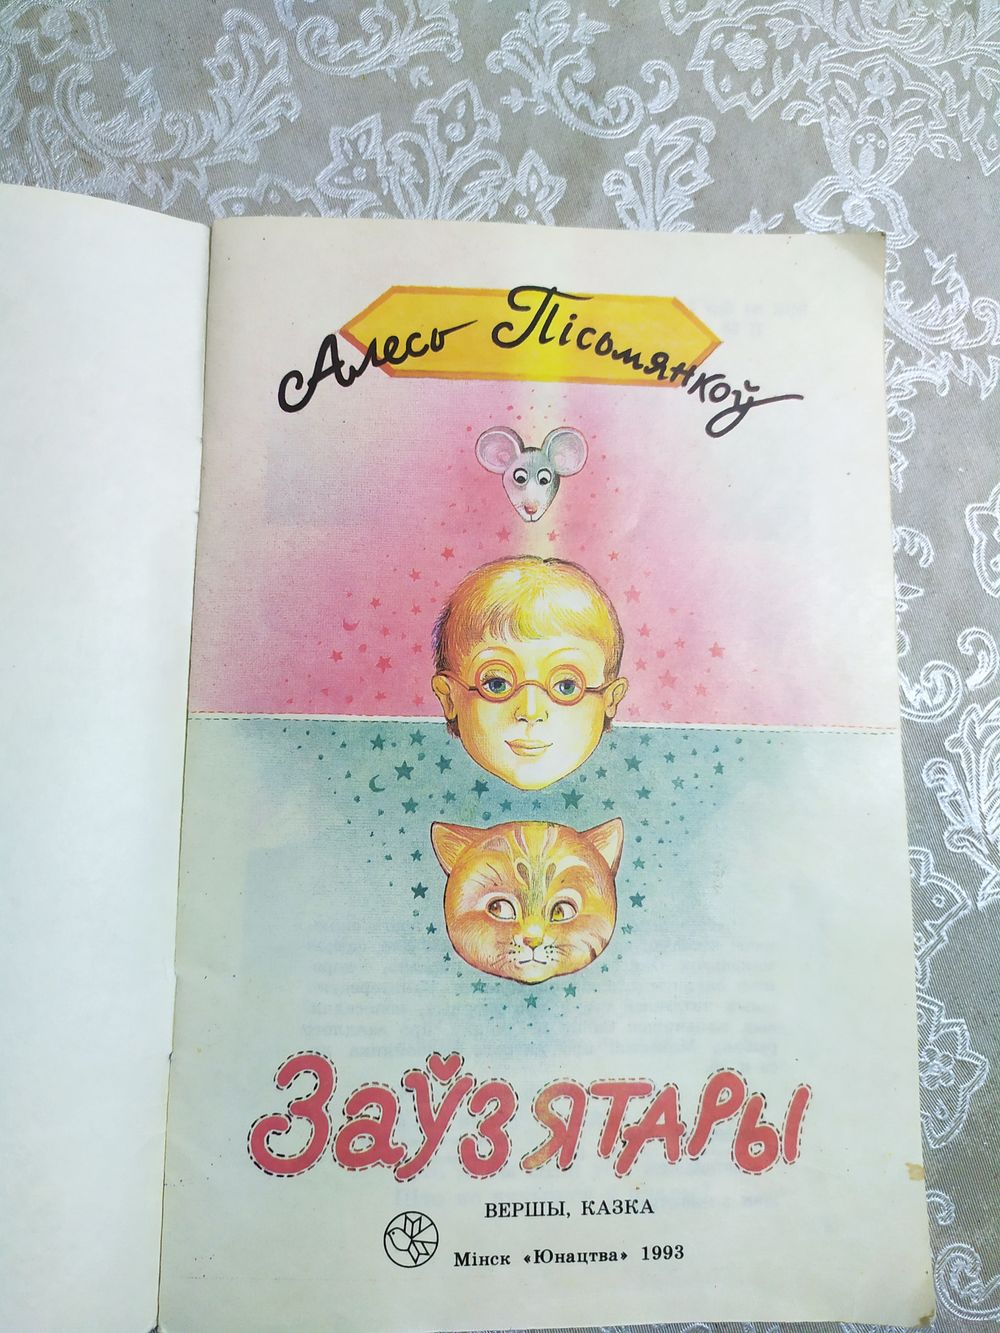 Алесь Пісьмянкоў
Заўзятары
ВЕРШЫ, КАЗКА
Мінск «Юнацтва» 1993